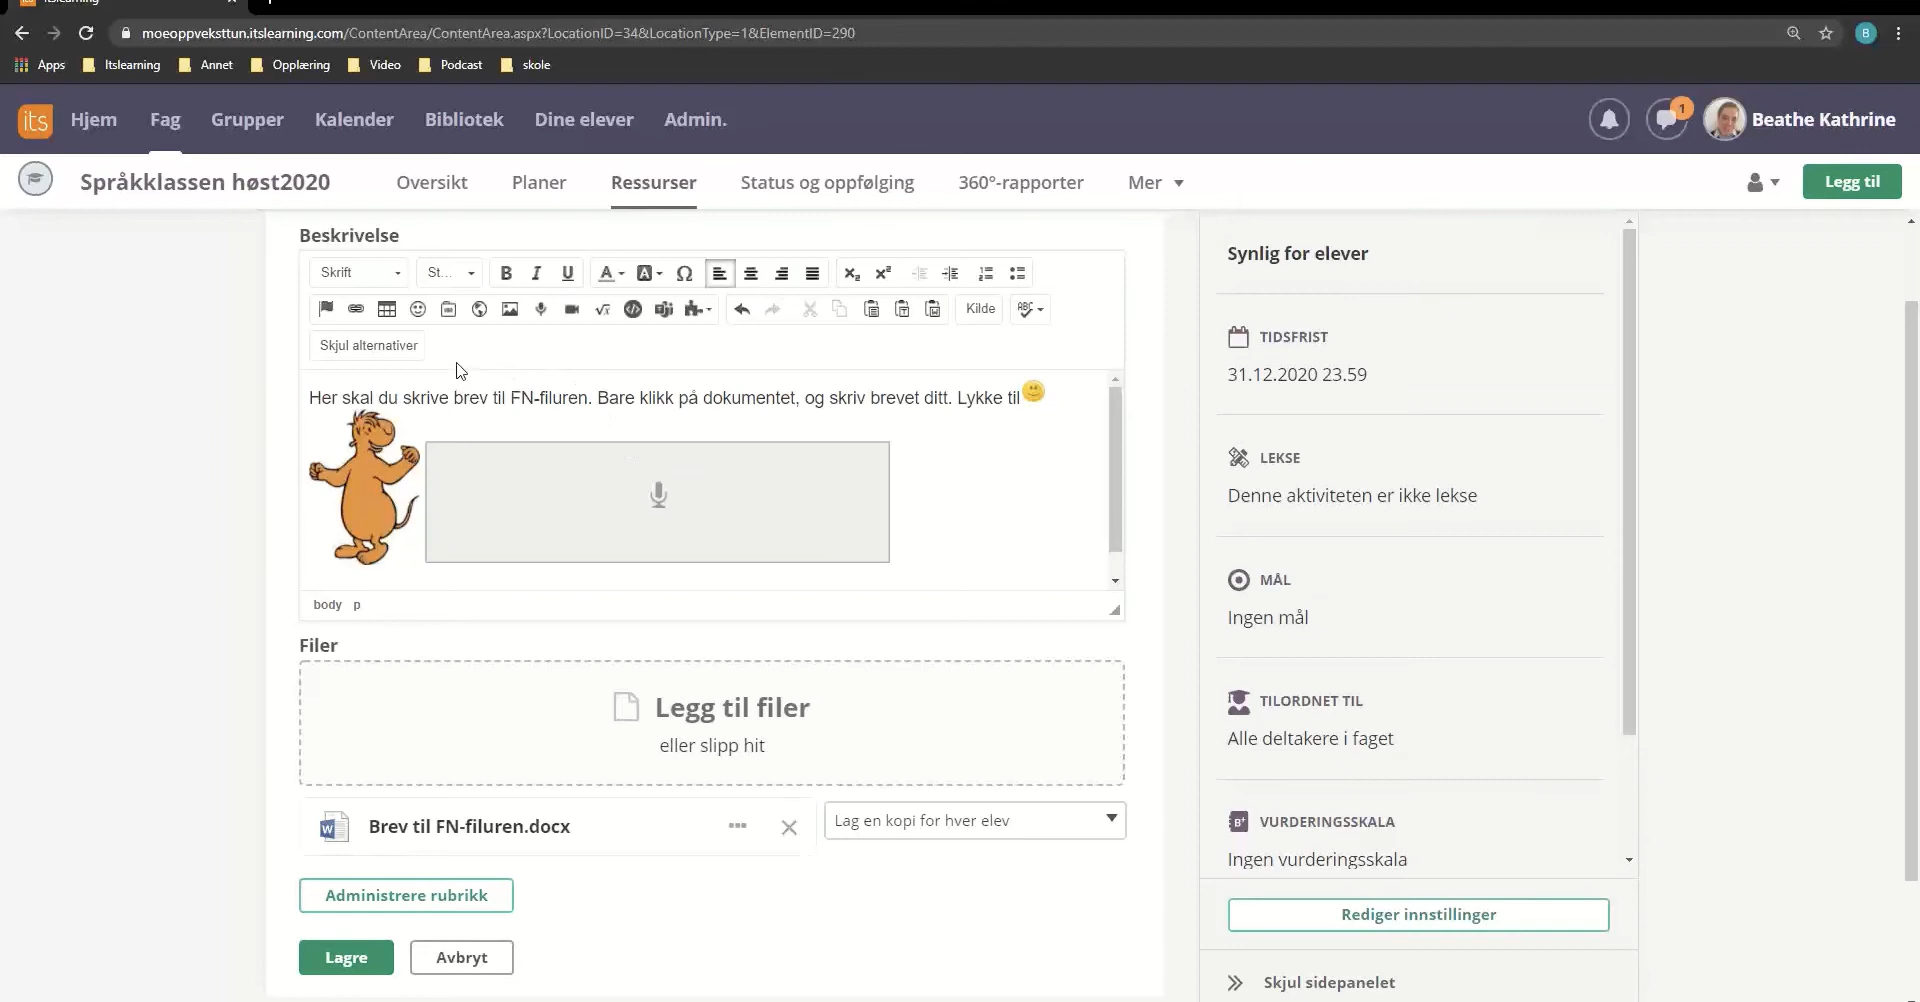 itslearning
moeoppveksttun.itslearning.com/ContentArea/ContentArea.aspx?LocationID=34&LocationType=1&ElementID=290
B
Apps Itslearning Annet Opplæring Video Podcast skole
its Hjem Fag Grupper Kalender Bibliotek Dine elever Admin. 1 Beathe Kathrine
Språkklassen høst2020 Oversikt Planer Ressurser Status og oppfølging 360°-rapporter Mer Legg til
Beskrivelse
Skrift St... B I U A A Ω x₂ x²
√x Kilde ABC
Skjul alternativer
Her skal du skrive brev til FN-filuren. Bare klikk på dokumentet, og skriv brevet ditt. Lykke til
body p
Filer
Legg til filer
eller slipp hit
Brev til FN-filuren.docx
Lag en kopi for hver elev
Administrere rubrikk
Lagre Avbryt
Synlig for elever
TIDSFRIST
31.12.2020 23.59
LEKSE
Denne aktiviteten er ikke lekse
MÅL
Ingen mål
TILORDNET TIL
Alle deltakere i faget
B+ VURDERINGSSKALA
Ingen vurderingsskala
Rediger innstillinger
Skjul sidepanelet